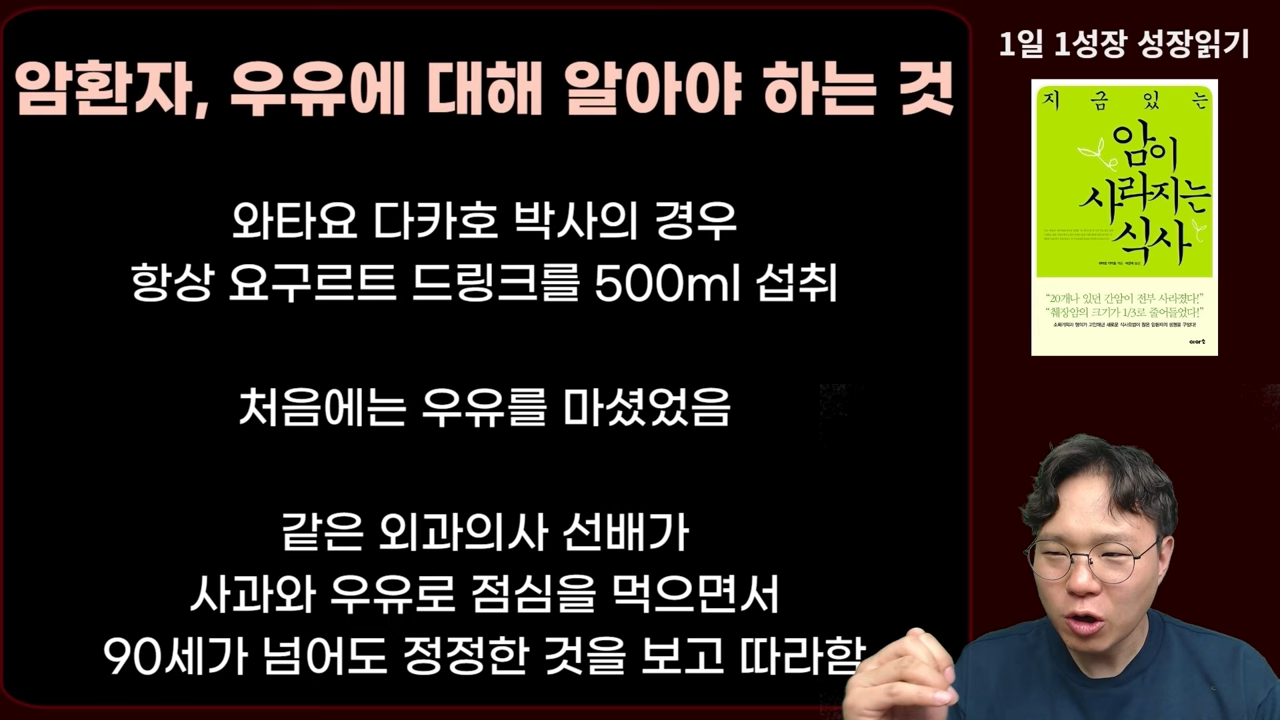 암환자, 우유에 대해 알아야 하는 것
와타요 다카호 박사의 경우
항상 요구르트 드링크를 500ml 섭취
처음에는 우유를 마셨었음
같은 외과의사 선배가
사과와 우유로 점심을 먹으면서
90세가 넘어도 정정한 것을 보고 따라함
1일 1성장 성장읽기
지금있는
암이
사라지는
식사
“20개나 있던 간암이 전부 사라졌다!”
“췌장암의 크기가 1/3로 줄어들었다!”